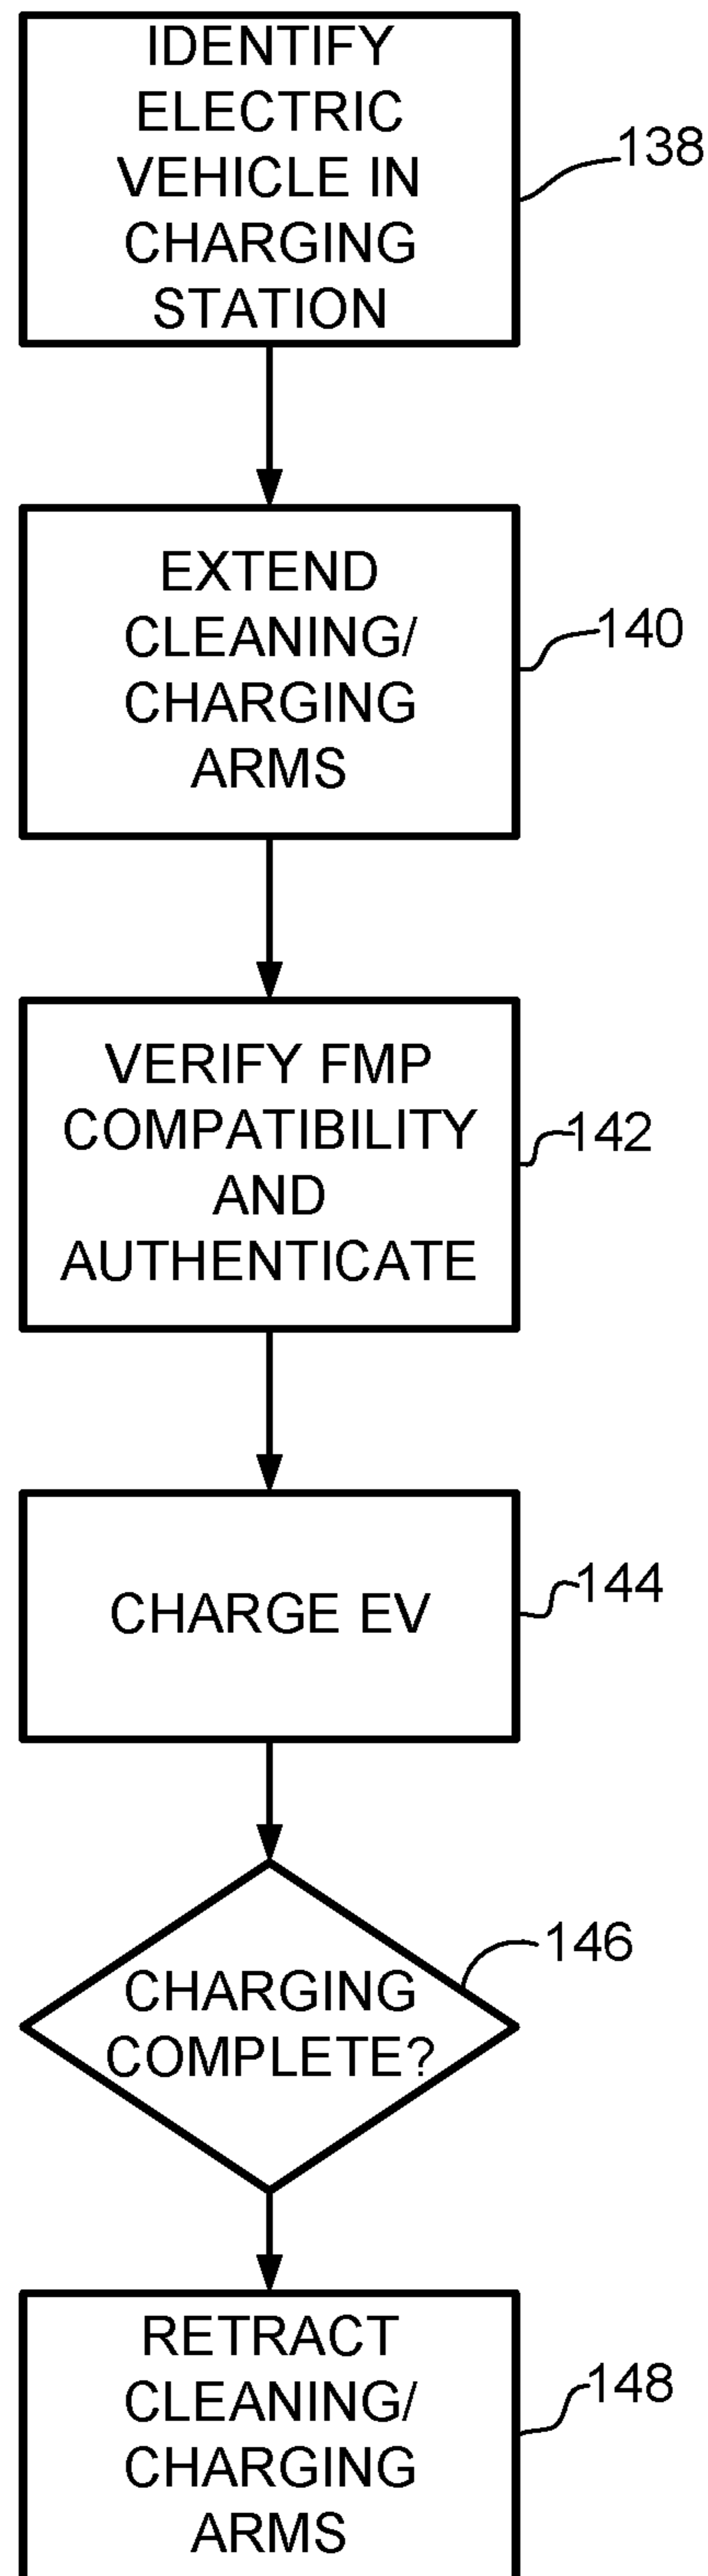 IDENTIFY
ELECTRIC
VEHICLE IN
CHARGING
STATION
138
EXTEND
CLEANING/
CHARGING
ARMS
140
VERIFY FMP
COMPATIBILITY
AND
AUTHENTICATE
142
CHARGE EV
144
CHARGING
COMPLETE?
146
RETRACT
CLEANING/
CHARGING
ARMS
148